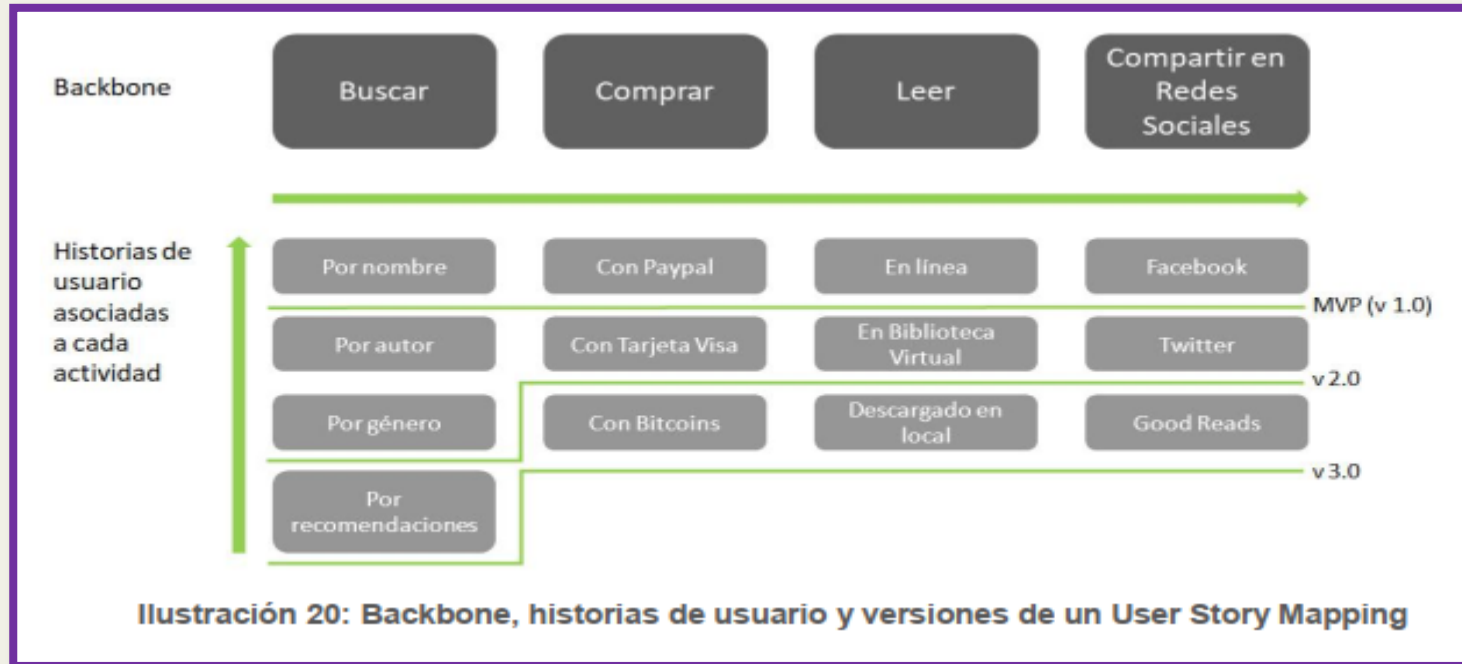 Backbone
Buscar
Comprar
Leer
Compartir en
Redes
Sociales
Historias de
usuario
asociadas
a cada
actividad
Por nombre
Con Paypal
En línea
Facebook
MVP (v 1.0)
Por autor
Con Tarjeta Visa
En Biblioteca
Virtual
Twitter
v 2.0
Por género
Con Bitcoins
Descargado en
local
Good Reads
v 3.0
Por
recomendaciones
Ilustración 20: Backbone, historias de usuario y versiones de un User Story Mapping